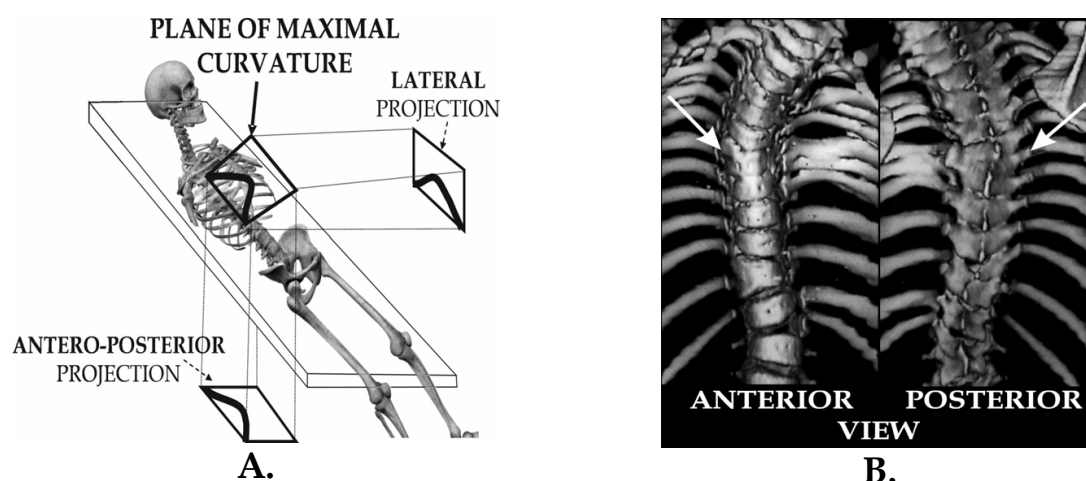 PLANE OF MAXIMAL
CURVATURE
LATERAL
PROJECTION
ANTERO-POSTERIOR
PROJECTION
A.
ANTERIOR POSTERIOR
VIEW
B.